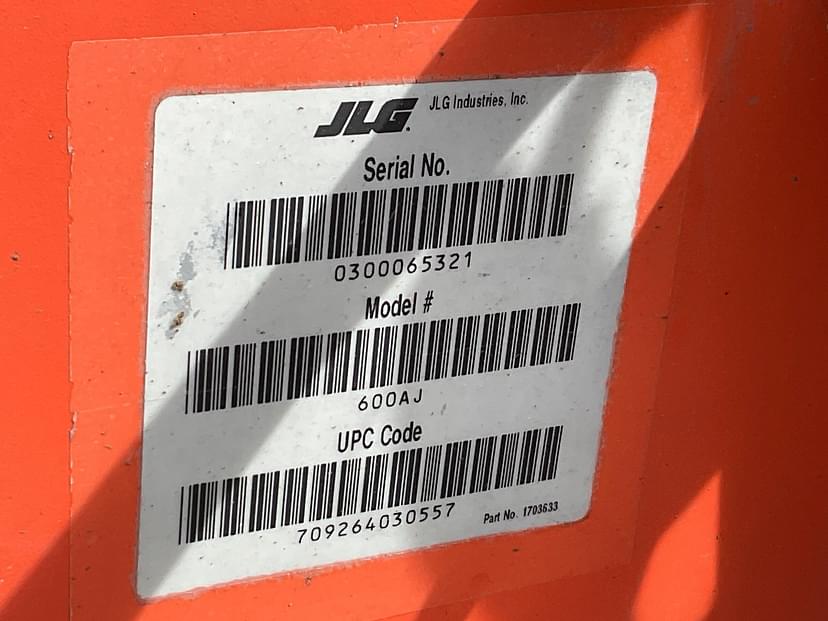 JLG JLG Industries, Inc.
Serial No.
0300065321
Model #
600AJ
UPC Code
709264030557
Part No. 1703633